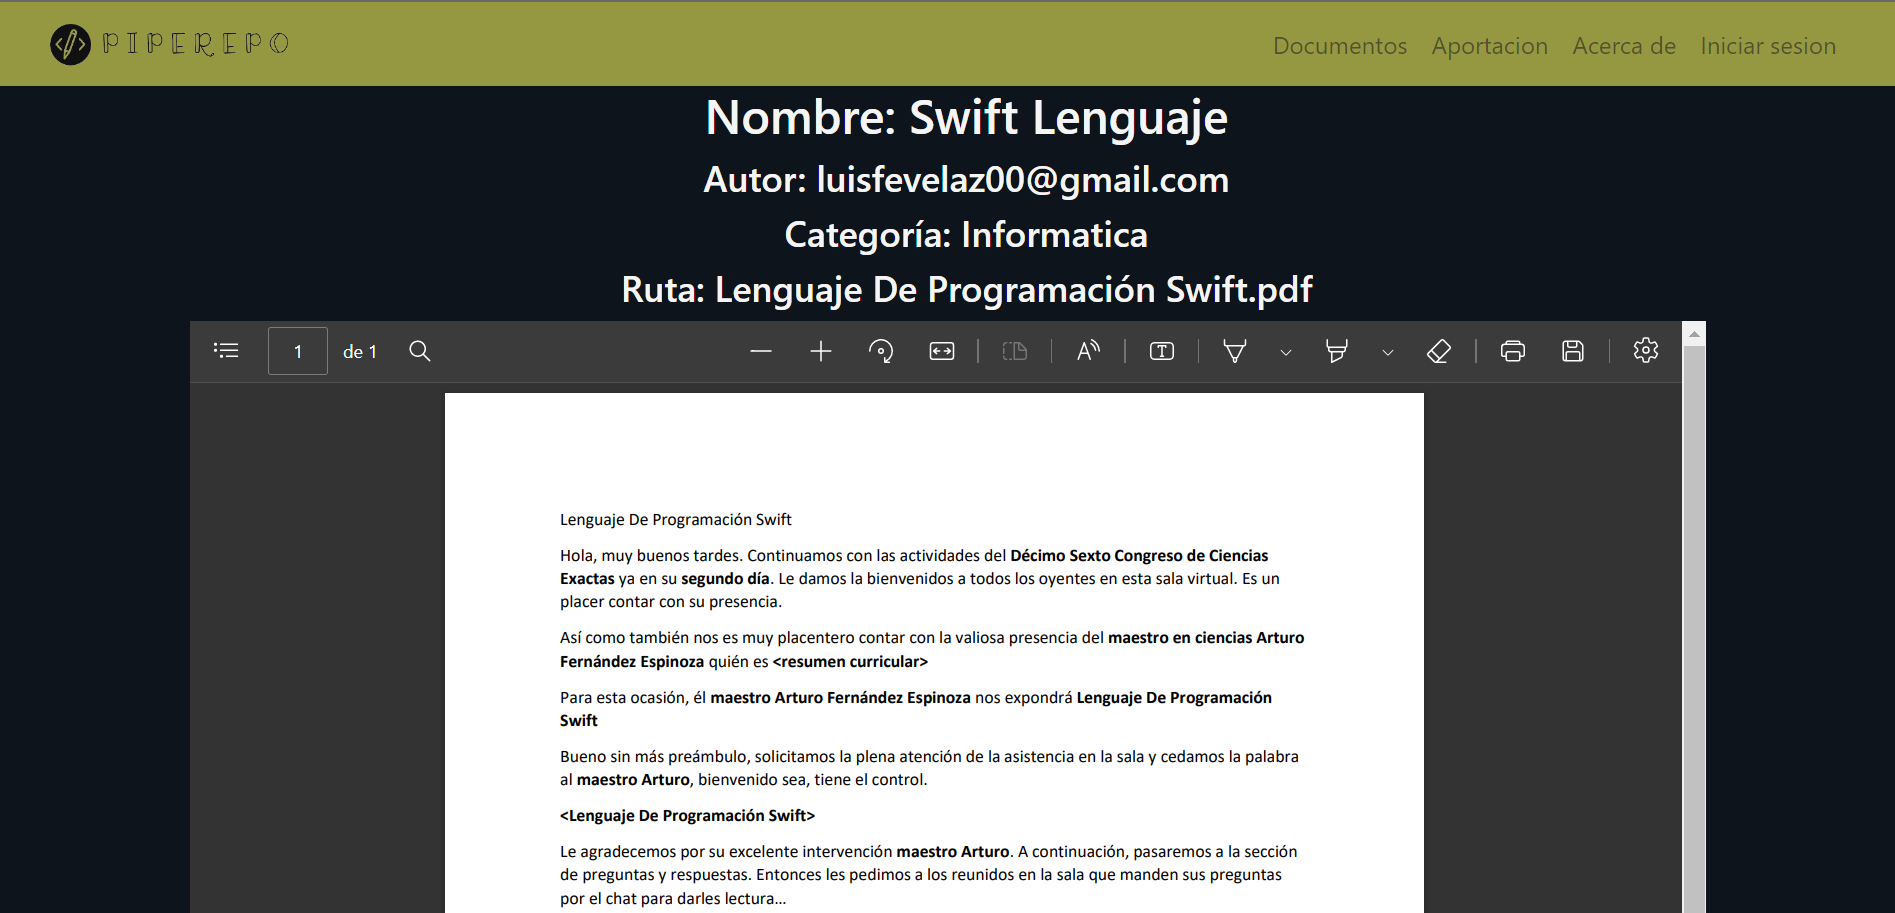 PIPEREPO
Documentos Aportacion Acerca de Iniciar sesion
Nombre: Swift Lenguaje
Autor: luisfevelaz00@gmail.com
Categoría: Informatica
Ruta: Lenguaje De Programación Swift.pdf
1 de 1
Lenguaje De Programación Swift
Hola, muy buenos tardes. Continuamos con las actividades del Décimo Sexto Congreso de Ciencias
Exactas ya en su segundo día. Le damos la bienvenidos a todos los oyentes en esta sala virtual. Es un
placer contar con su presencia.
Así como también nos es muy placentero contar con la valiosa presencia del maestro en ciencias Arturo
Fernández Espinoza quién es <resumen curricular>
Para esta ocasión, él maestro Arturo Fernández Espinoza nos expondrá Lenguaje De Programación
Swift
Bueno sin más preámbulo, solicitamos la plena atención de la asistencia en la sala y cedamos la palabra
al maestro Arturo, bienvenido sea, tiene el control.
<Lenguaje De Programación Swift>
Le agradecemos por su excelente intervención maestro Arturo. A continuación, pasaremos a la sección
de preguntas y respuestas. Entonces les pedimos a los reunidos en la sala que manden sus preguntas
por el chat para darles lectura…